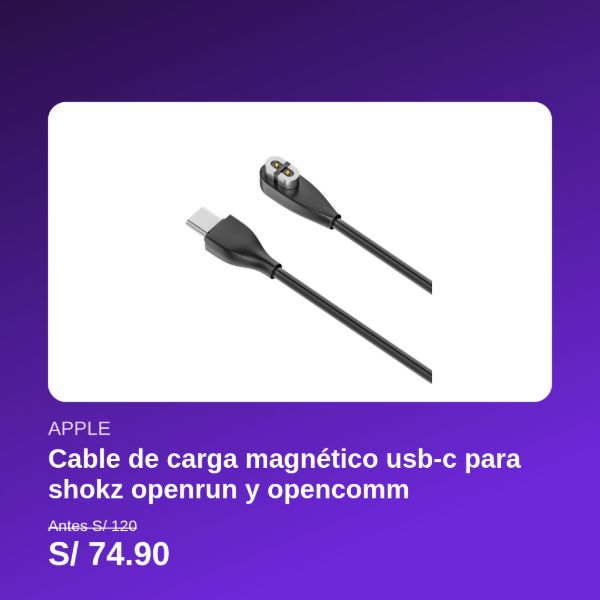 APPLE
Cable de carga magnético usb-c para
shokz openrun y opencomm
Antes S/ 120
S/ 74.90